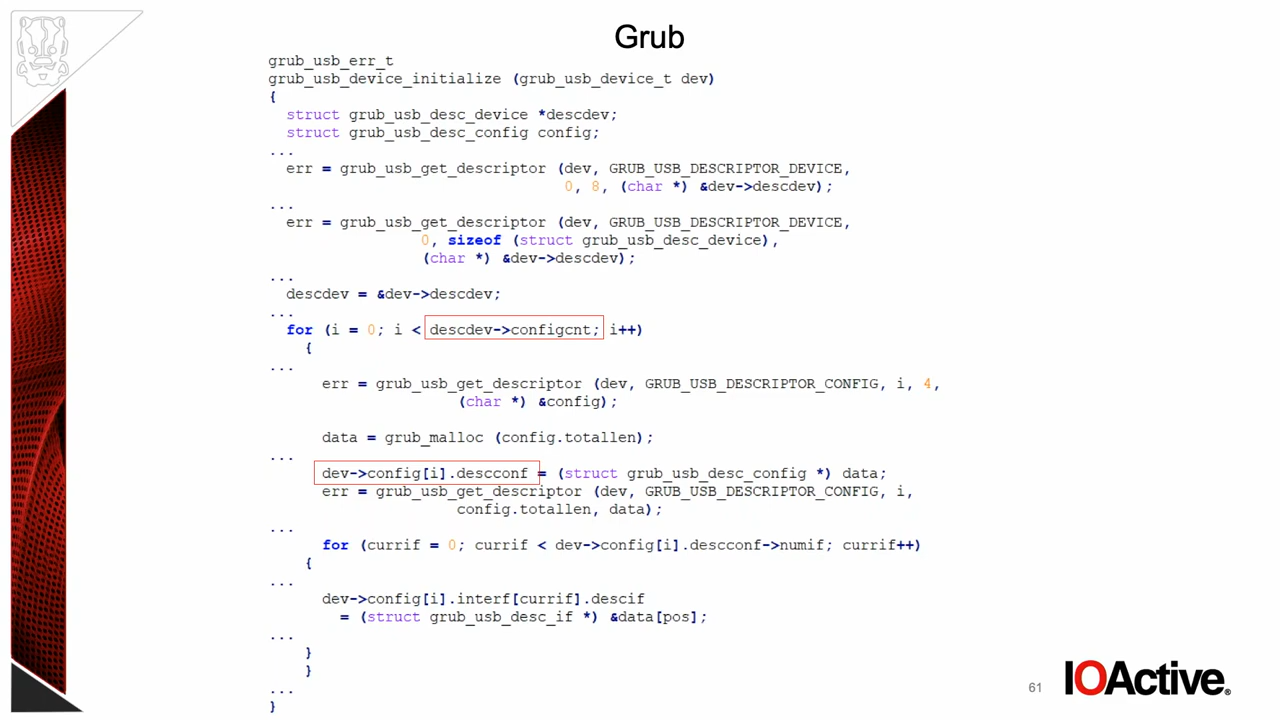 Grub
grub_usb_err_t
grub_usb_device_initialize (grub_usb_device_t dev)
{
struct grub_usb_desc_device *descdev;
struct grub_usb_desc_config config;
...
err = grub_usb_get_descriptor (dev, GRUB_USB_DESCRIPTOR_DEVICE,
0, 8, (char *) &dev->descdev);
...
err = grub_usb_get_descriptor (dev, GRUB_USB_DESCRIPTOR_DEVICE,
0, sizeof (struct grub_usb_desc_device),
(char *) &dev->descdev);
...
descdev = &dev->descdev;
...
for (i = 0; i < descdev->configcnt; i++)
{
...
err = grub_usb_get_descriptor (dev, GRUB_USB_DESCRIPTOR_CONFIG, i, 4,
(char *) &config);
data = grub_malloc (config.totallen);
...
dev->config[i].descconf = (struct grub_usb_desc_config *) data;
err = grub_usb_get_descriptor (dev, GRUB_USB_DESCRIPTOR_CONFIG, i,
config.totallen, data);
...
for (currif = 0; currif < dev->config[i].descconf->numif; currif++)
{
...
dev->config[i].interf[currif].descif
= (struct grub_usb_desc_if *) &data[pos];
...
}
}
...
}
61
IOActive.